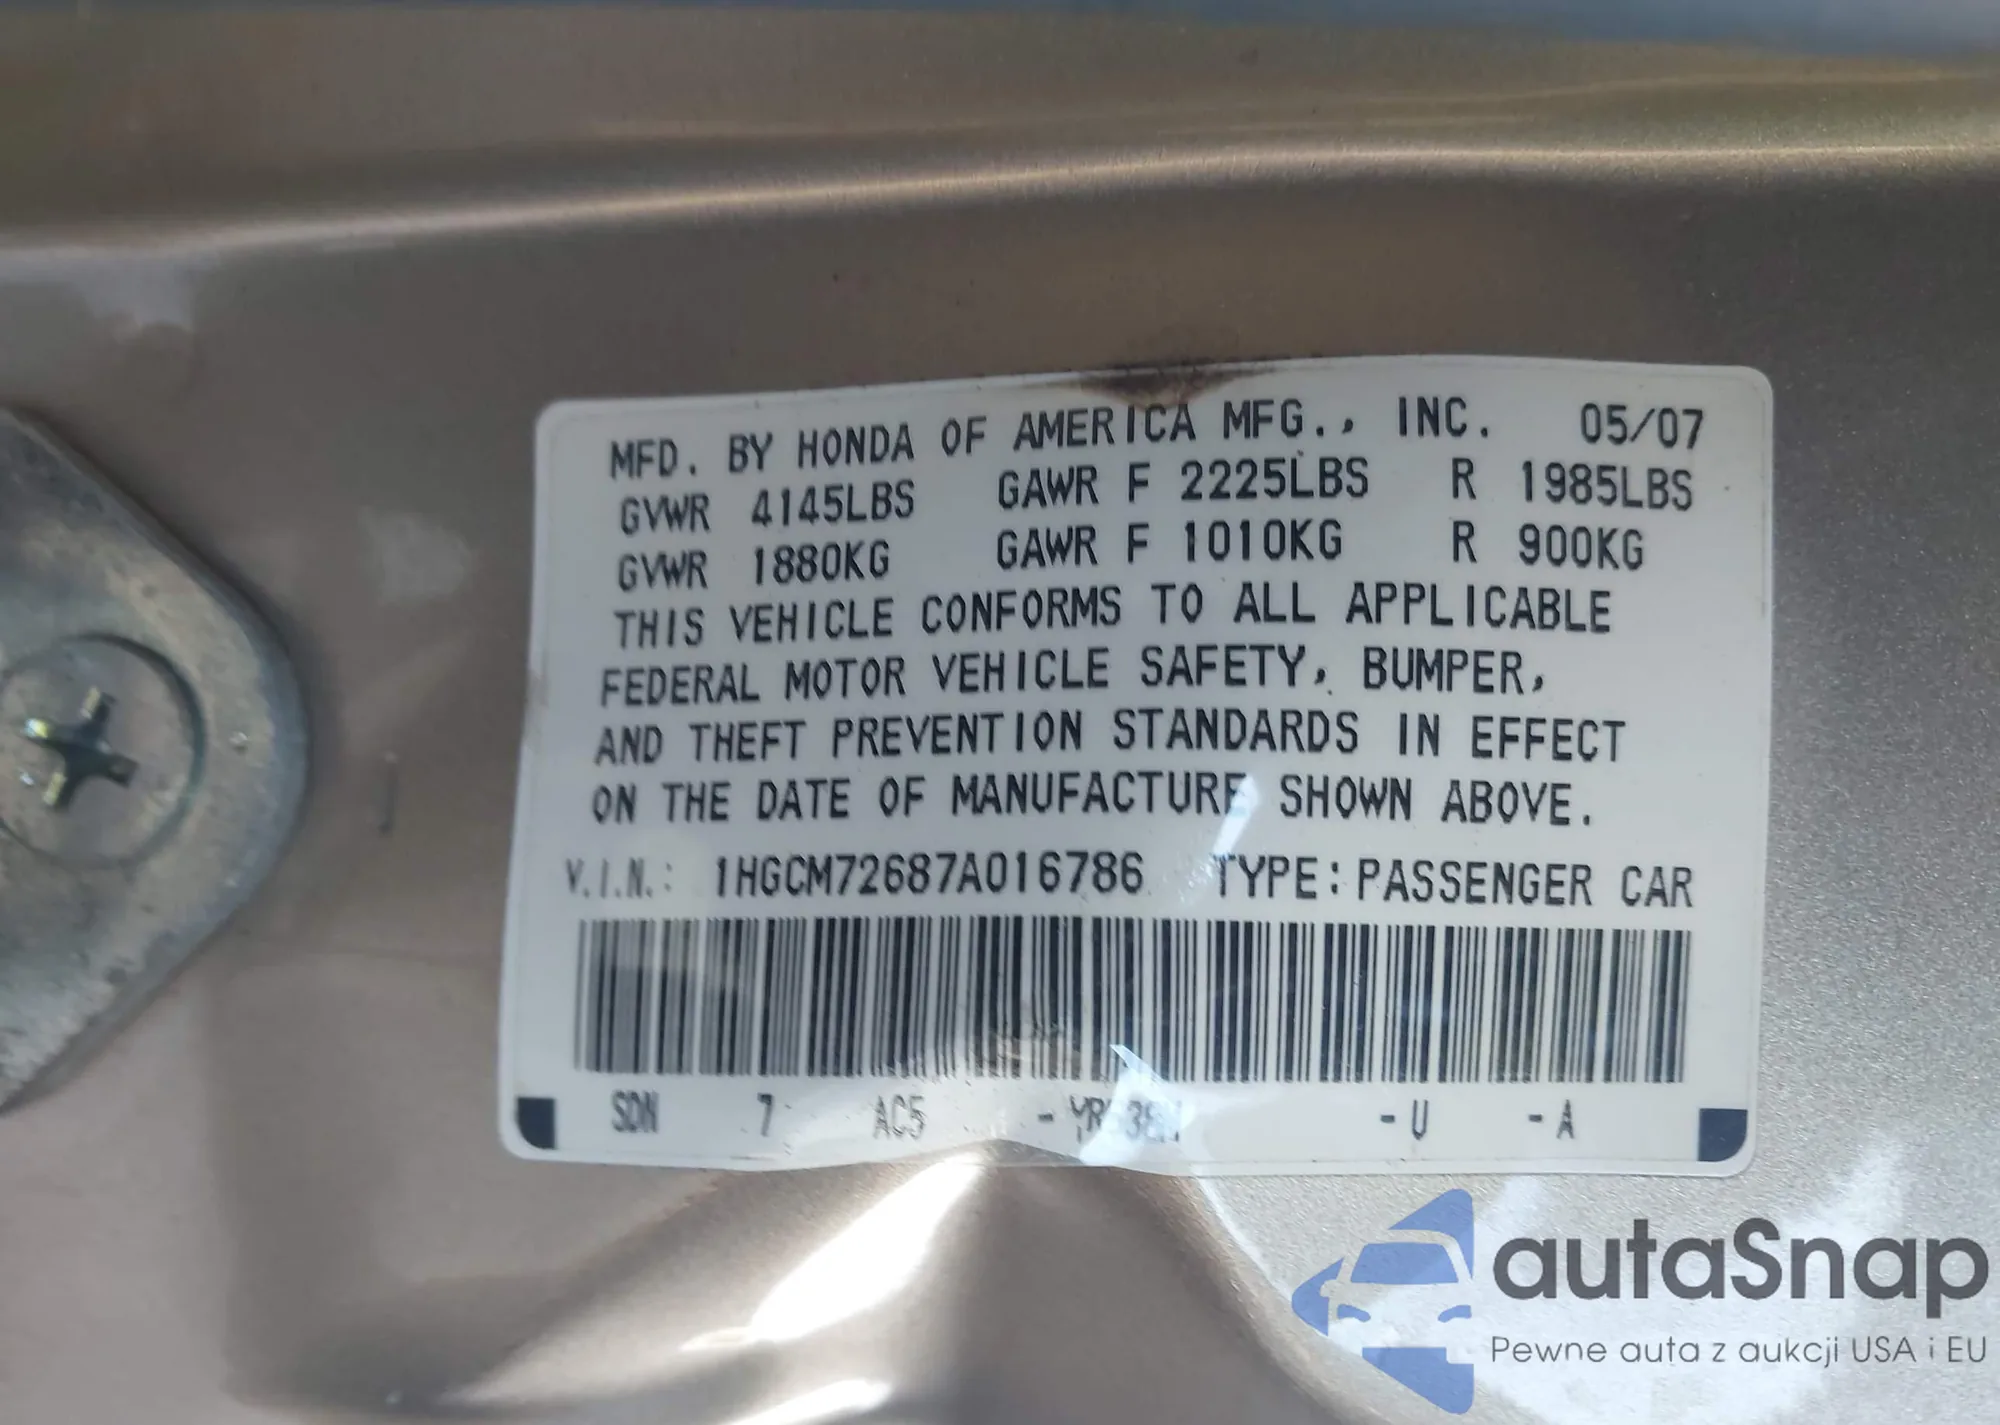 MFD. BY HONDA OF AMERICA MFG., INC. 05/07
GVWR 4145LBS GAWR F 2225LBS R 1985LBS
GVWR 1880KG GAWR F 1010KG R 900KG
THIS VEHICLE CONFORMS TO ALL APPLICABLE
FEDERAL MOTOR VEHICLE SAFETY, BUMPER,
AND THEFT PREVENTION STANDARDS IN EFFECT
ON THE DATE OF MANUFACTURE SHOWN ABOVE.
V.I.N.: 1HGCM72687A016786 TYPE:PASSENGER CAR
SDN 7 AC5 -U -A
autaSnap
Pewne auta z aukcji USA i EU